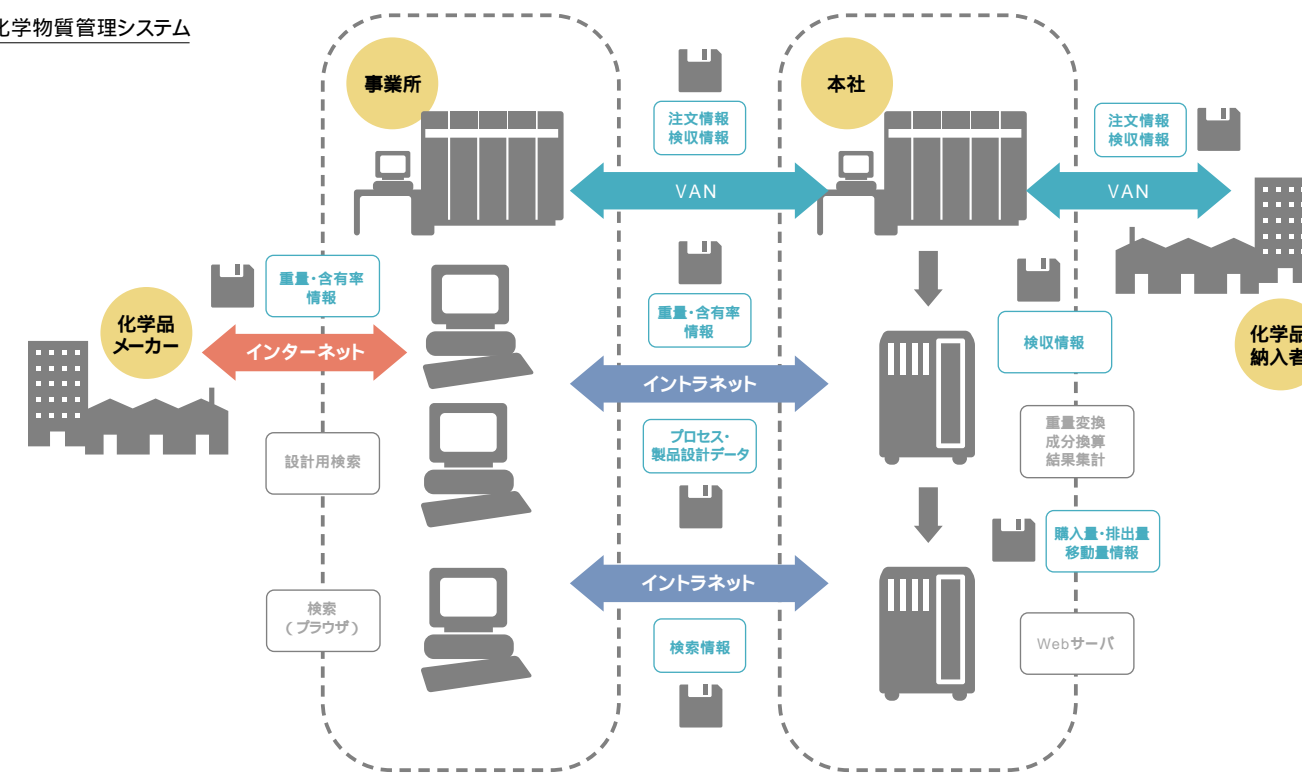 化学物質管理システム
事業所
本社
注文情報
検収情報
注文情報
検収情報
VAN
VAN
重量・含有率
情報
重量・含有率
情報
検収情報
化学品
メーカー
インターネット
化学品
納入者
イントラネット
設計用検索
プロセス・
製品設計データ
重量変換
成分換算
結果集計
購入量・排出量
移動量情報
イントラネット
検索
(ブラウザ)
検索情報
Webサーバ